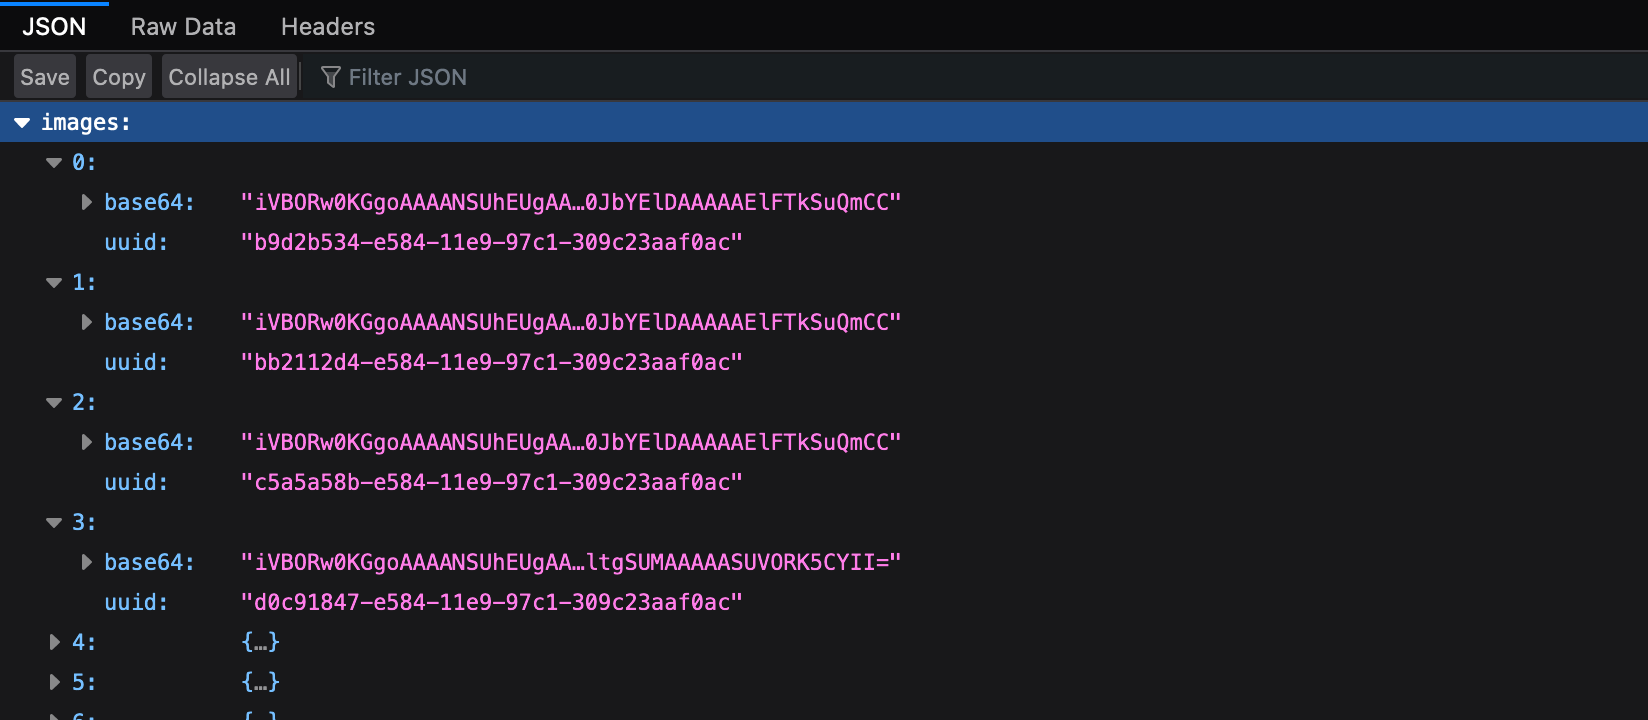 JSON Raw Data Headers
Save Copy Collapse All Filter JSON
images:
0:
base64: "iVBORw0KGgoAAAANSUhEUgAA…0JbYElDAAAAAElFTkSuQmCC"
uuid: "b9d2b534-e584-11e9-97c1-309c23aaf0ac"
1:
base64: "iVBORw0KGgoAAAANSUhEUgAA…0JbYElDAAAAAElFTkSuQmCC"
uuid: "bb2112d4-e584-11e9-97c1-309c23aaf0ac"
2:
base64: "iVBORw0KGgoAAAANSUhEUgAA…0JbYElDAAAAAElFTkSuQmCC"
uuid: "c5a5a58b-e584-11e9-97c1-309c23aaf0ac"
3:
base64: "iVBORw0KGgoAAAANSUhEUgAA…ltgSUMAAAAASUVORK5CYII="
uuid: "d0c91847-e584-11e9-97c1-309c23aaf0ac"
4: {…}
5: {…}
6: {…}